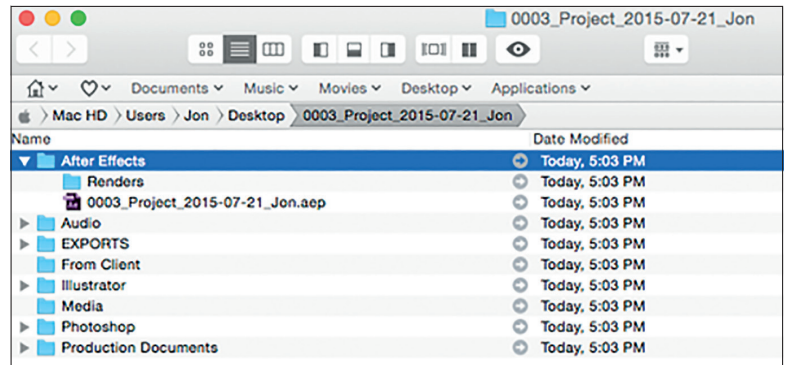 0003_Project_2015-07-21_Jon
Documents Music Movies Desktop Applications
Mac HD Users Jon Desktop 0003_Project_2015-07-21_Jon
Name Date Modified
After Effects Today, 5:03 PM
Renders Today, 5:03 PM
0003_Project_2015-07-21_Jon.aep Today, 5:03 PM
Audio Today, 5:03 PM
EXPORTS Today, 5:03 PM
From Client Today, 5:03 PM
Illustrator Today, 5:03 PM
Media Today, 5:03 PM
Photoshop Today, 5:03 PM
Production Documents Today, 5:03 PM